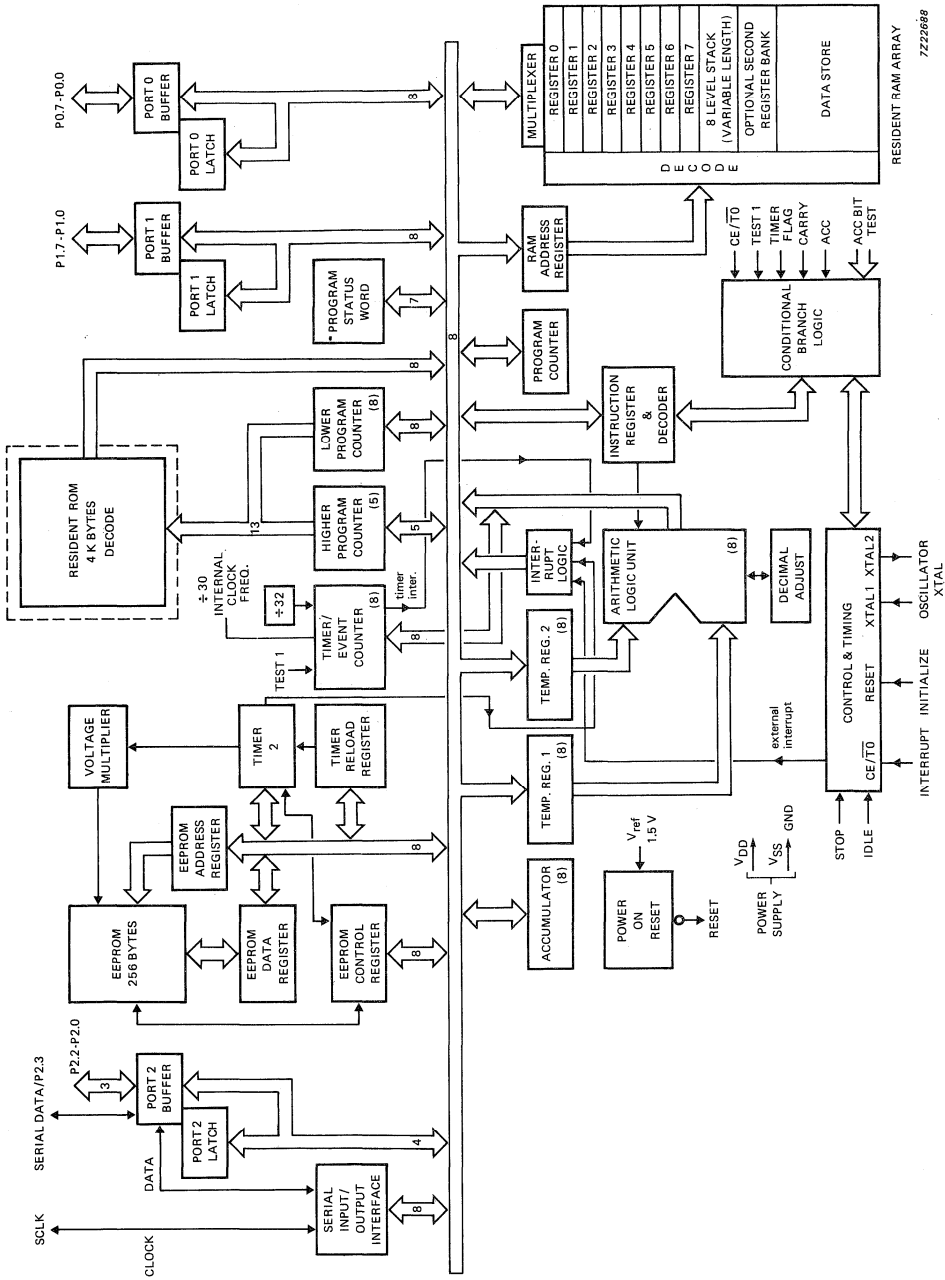 P0.7-P0.0
PORT 0
BUFFER
PORT 0
LATCH
8
P1.7-P1.0
PORT 1
BUFFER
PORT 1
LATCH
8
PROGRAM
STATUS
WORD
7
RESIDENT ROM
4 K BYTES
DECODE
8
13
LOWER
PROGRAM
COUNTER
(8)
8
HIGHER
PROGRAM
COUNTER
(5)
5
÷ 30
INTERNAL
CLOCK
FREQ.
÷32
TIMER/
EVENT
COUNTER
(8)
TEST 1
timer
inter.
8
VOLTAGE
MULTIPLIER
TIMER
2
TIMER
RELOAD
REGISTER
EEPROM
ADDRESS
REGISTER
8
EEPROM
256 BYTES
EEPROM
DATA
REGISTER
EEPROM
CONTROL
REGISTER
8
SERIAL DATA/P2.3
P2.2-P2.0
3
PORT 2
BUFFER
PORT 2
LATCH
4
DATA
SCLK
CLOCK
SERIAL
INPUT/
OUTPUT
INTERFACE
8
8
MULTIPLEXER
REGISTER 0
REGISTER 1
REGISTER 2
REGISTER 3
REGISTER 4
REGISTER 5
REGISTER 6
REGISTER 7
8 LEVEL STACK
(VARIABLE LENGTH)
OPTIONAL SECOND
REGISTER BANK
DATA STORE
D
E
C
O
D
E
RESIDENT RAM ARRAY
RAM
ADDRESS
REGISTER
PROGRAM
COUNTER
INSTRUCTION
REGISTER
&
DECODER
CONDITIONAL
BRANCH
LOGIC
CE/T0
TEST 1
TIMER
FLAG
CARRY
ACC
ACC BIT
TEST
INTER-
RUPT
LOGIC
ARITHMETIC
LOGIC UNIT
(8)
DECIMAL
ADJUST
TEMP. REG. 2
(8)
TEMP. REG. 1
(8)
ACCUMULATOR
(8)
external
interrupt
CONTROL & TIMING
CE/T0
RESET
XTAL1
XTAL2
STOP
IDLE
INTERRUPT
INITIALIZE
OSCILLATOR
XTAL
Vref
1.5 V
POWER
ON
RESET
RESET
POWER
SUPPLY
VDD
VSS
GND
7Z22688